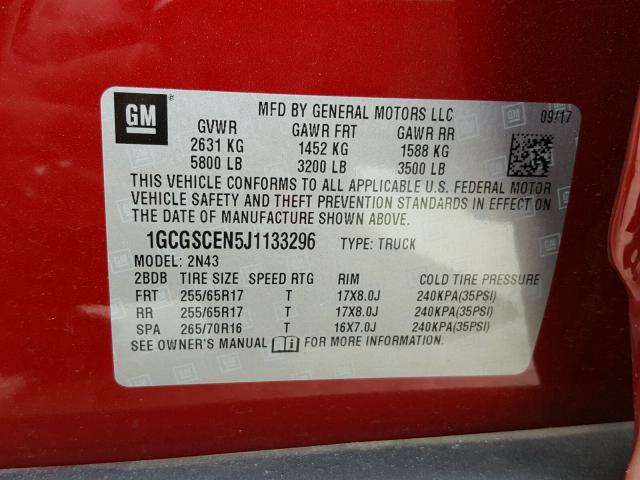 GM
MFD BY GENERAL MOTORS LLC 09/17
GVWR GAWR FRT GAWR RR
2631 KG 1452 KG 1588 KG
5800 LB 3200 LB 3500 LB
THIS VEHICLE CONFORMS TO ALL APPLICABLE U.S. FEDERAL MOTOR
VEHICLE SAFETY AND THEFT PREVENTION STANDARDS IN EFFECT ON
THE DATE OF MANUFACTURE SHOWN ABOVE.
1GCGSCEN5J1133296 TYPE: TRUCK
MODEL: 2N43
2BDB TIRE SIZE SPEED RTG RIM COLD TIRE PRESSURE
FRT 255/65R17 T 17X8.0J 240KPA(35PSI)
RR 255/65R17 T 17X8.0J 240KPA(35PSI)
SPA 265/70R16 T 16X7.0J 240KPA(35PSI)
SEE OWNER'S MANUAL i FOR MORE INFORMATION.